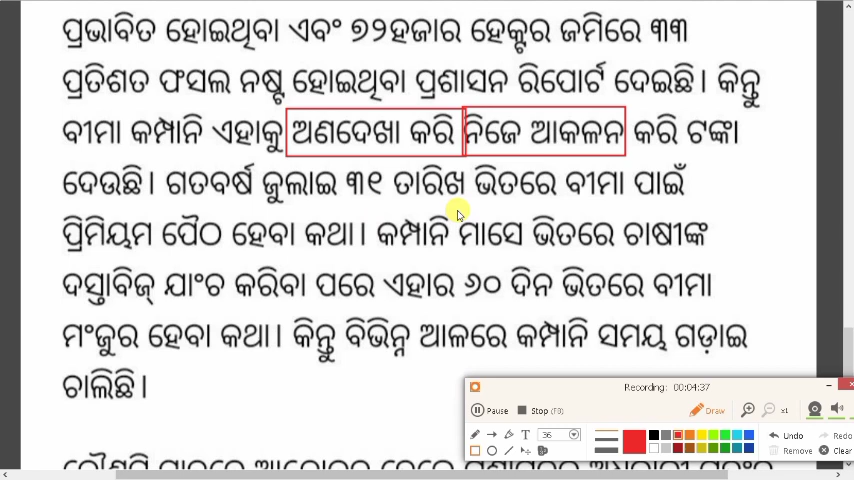 ପ୍ରଭାବିତ ହୋଇଥିବା ଏବଂ ୭୨ହଜାର ହେକ୍ଟର ଜମିରେ ୩୩
ପ୍ରତିଶତ ଫସଲ ନଷ୍ଟ ହୋଇଥିବା ପ୍ରଶାସନ ରିପୋର୍ଟ ଦେଇଛି । କିନ୍ତୁ
ବୀମା କମ୍ପାନି ଏହାକୁ ଅଣଦେଖା କରି ନିଜେ ଆକଳନ କରି ଟଙ୍କା
ଦେଉଛି । ଗତବର୍ଷ ଜୁଲାଇ ୩୧ ତାରିଖ ଭିତରେ ବୀମା ପାଇଁ
ପ୍ରିମିୟମ ପୈଠ ହେବା କଥା । କମ୍ପାନି ମାସେ ଭିତରେ ଚାଷୀଙ୍କ
ଦସ୍ତାବିଜ୍ ଯାଂଚ କରିବା ପରେ ଏହାର ୬୦ ଦିନ ଭିତରେ ବୀମା
ମଂଜୁର ହେବା କଥା । କିନ୍ତୁ ବିଭିନ୍ନ ଆଳରେ କମ୍ପାନି ସମୟ ଗଡ଼ାଇ
ଚାଲିଛି ।
Recording: 00:04:37
Pause Stop (F8) Draw x1
T 36 Undo Redo
Remove Clear